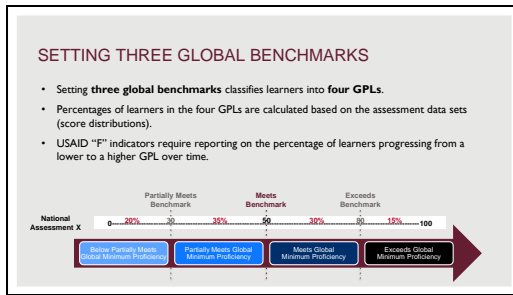 SETTING THREE GLOBAL BENCHMARKS
• Setting three global benchmarks classifies learners into four GPLs.
• Percentages of learners in the four GPLs are calculated based on the assessment data sets
(score distributions).
• USAID “F” indicators require reporting on the percentage of learners progressing from a
lower to a higher GPL over time.
Partially Meets
Benchmark
Meets
Benchmark
Exceeds
Benchmark
National
Assessment X
0 20% 30 35% 50 30% 80 15% 100
Below Partially Meets
Global Minimum Proficiency
Partially Meets Global
Minimum Proficiency
Meets Global
Minimum Proficiency
Exceeds Global
Minimum Proficiency